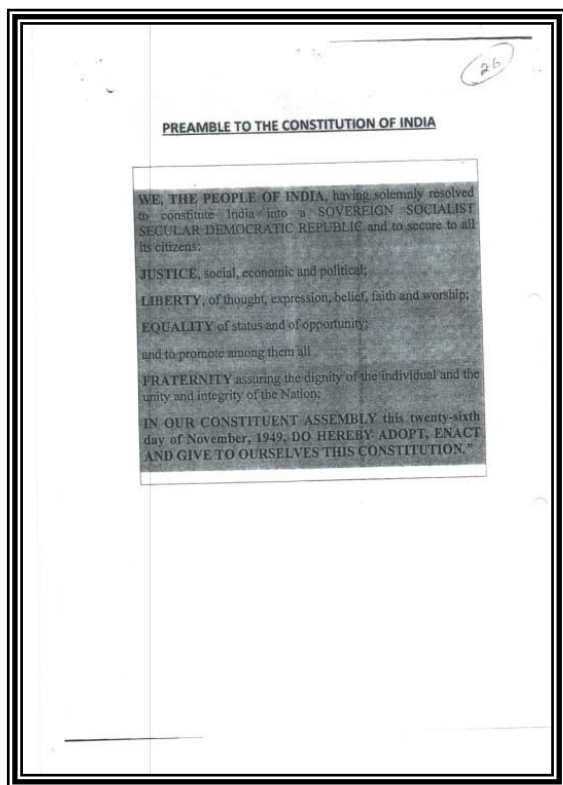 26
PREAMBLE TO THE CONSTITUTION OF INDIA
WE, THE PEOPLE OF INDIA, having solemnly resolved
to constitute India into a SOVEREIGN SOCIALIST
SECULAR DEMOCRATIC REPUBLIC and to secure to all
its citizens:
JUSTICE, social, economic and political;
LIBERTY, of thought, expression, belief, faith and worship;
EQUALITY of status and of opportunity;
and to promote among them all
FRATERNITY assuring the dignity of the individual and the
unity and integrity of the Nation;
IN OUR CONSTITUENT ASSEMBLY this twenty-sixth
day of November, 1949, DO HEREBY ADOPT, ENACT
AND GIVE TO OURSELVES THIS CONSTITUTION."